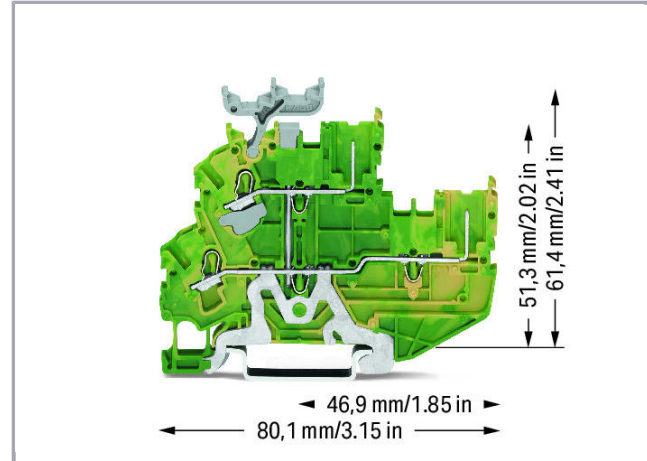 WAGO
51,3 mm/2.02 in
61,4 mm/2.41 in
46,9 mm/1.85 in
80,1 mm/3.15 in